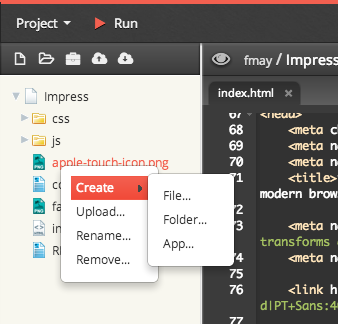 Project Run
fmay / Impress
index.html
Impress
css
js
apple-touch-icon.png
co
fa
in
Create
Upload...
Rename...
Remove...
File...
Folder...
App...
67 <head>
68 <meta c
69 <meta n
70 <meta n
71 <title>
modern brow
72
73 <meta n
transforms
74 <meta n
75
76 <link h
d|PT+Sans:4
77